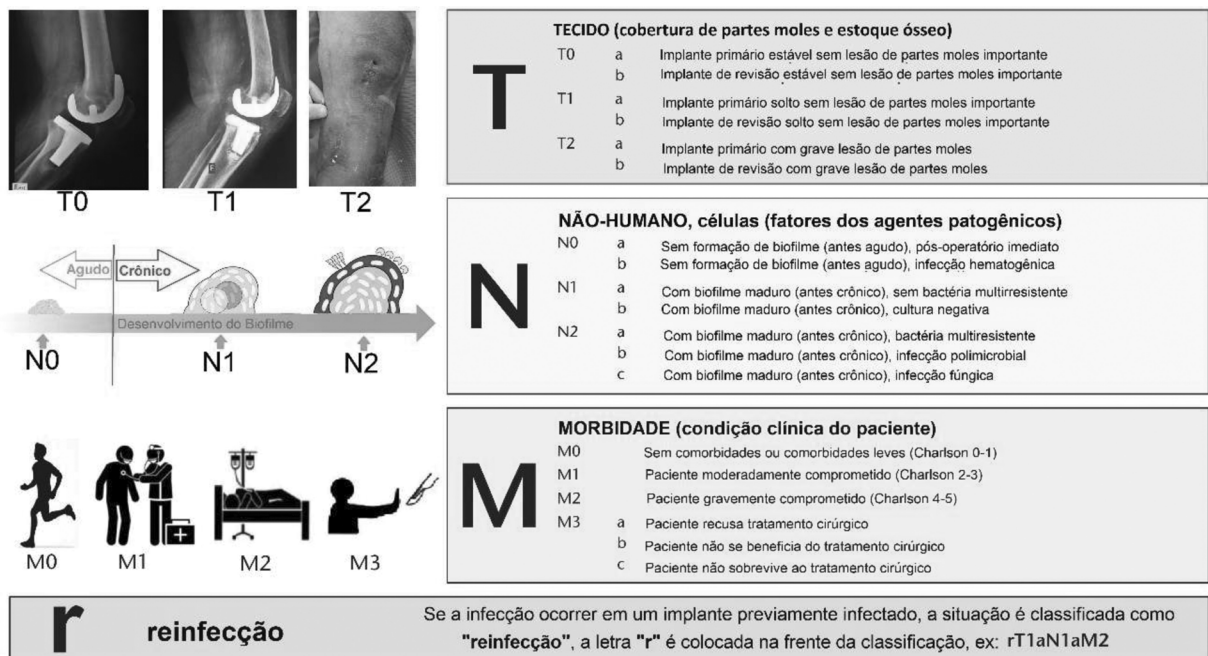 T0
T1
T2
Agudo
Crônico
Desenvolvimento do Biofilme
N0
N1
N2
M0
M1
M2
M3
T
TECIDO (cobertura de partes moles e estoque ósseo)
T0 a Implante primário estável sem lesão de partes moles importante
b Implante de revisão estável sem lesão de partes moles importante
T1 a Implante primário solto sem lesão de partes moles importante
b Implante de revisão solto sem lesão de partes moles importante
T2 a Implante primário com grave lesão de partes moles
b Implante de revisão com grave lesão de partes moles
N
NÃO-HUMANO, células (fatores dos agentes patogênicos)
N0 a Sem formação de biofilme (antes agudo), pós-operatório imediato
b Sem formação de biofilme (antes agudo), infecção hematogênica
N1 a Com biofilme maduro (antes crônico), sem bactéria multirresistente
b Com biofilme maduro (antes crônico), cultura negativa
N2 a Com biofilme maduro (antes crônico), bactéria multiresistente
b Com biofilme maduro (antes crônico), infecção polimicrobial
c Com biofilme maduro (antes crônico), infecção fúngica
M
MORBIDADE (condição clínica do paciente)
M0 Sem comorbidades ou comorbidades leves (Charlson 0-1)
M1 Paciente moderadamente comprometido (Charlson 2-3)
M2 Paciente gravemente comprometido (Charlson 4-5)
M3 a Paciente recusa tratamento cirúrgico
b Paciente não se beneficia do tratamento cirúrgico
c Paciente não sobrevive ao tratamento cirúrgico
r reinfecção
Se a infecção ocorrer em um implante previamente infectado, a situação é classificada como
"reinfecção", a letra "r" é colocada na frente da classificação, ex: rT1aN1aM2